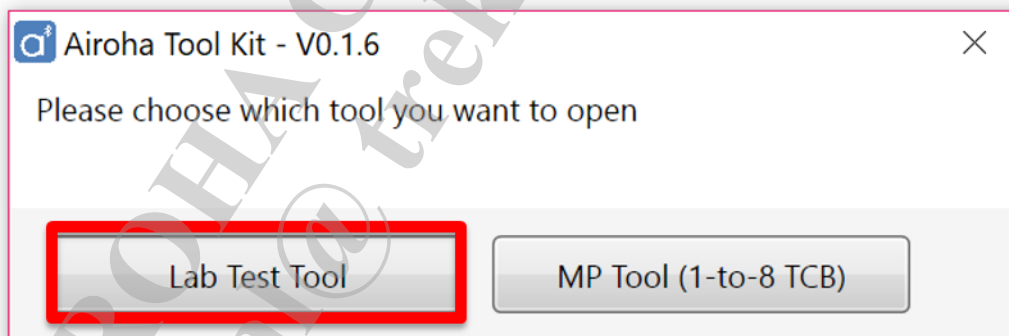 Airoha Tool Kit - V0.1.6
Please choose which tool you want to open
Lab Test Tool
MP Tool (1-to-8 TCB)